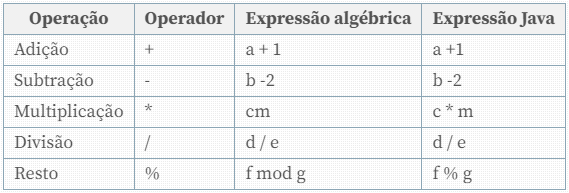 Operação Operador Expressão algébrica Expressão Java
Adição + a + 1 a +1
Subtração - b -2 b -2
Multiplicação * cm c * m
Divisão / d / e d / e
Resto % f mod g f % g